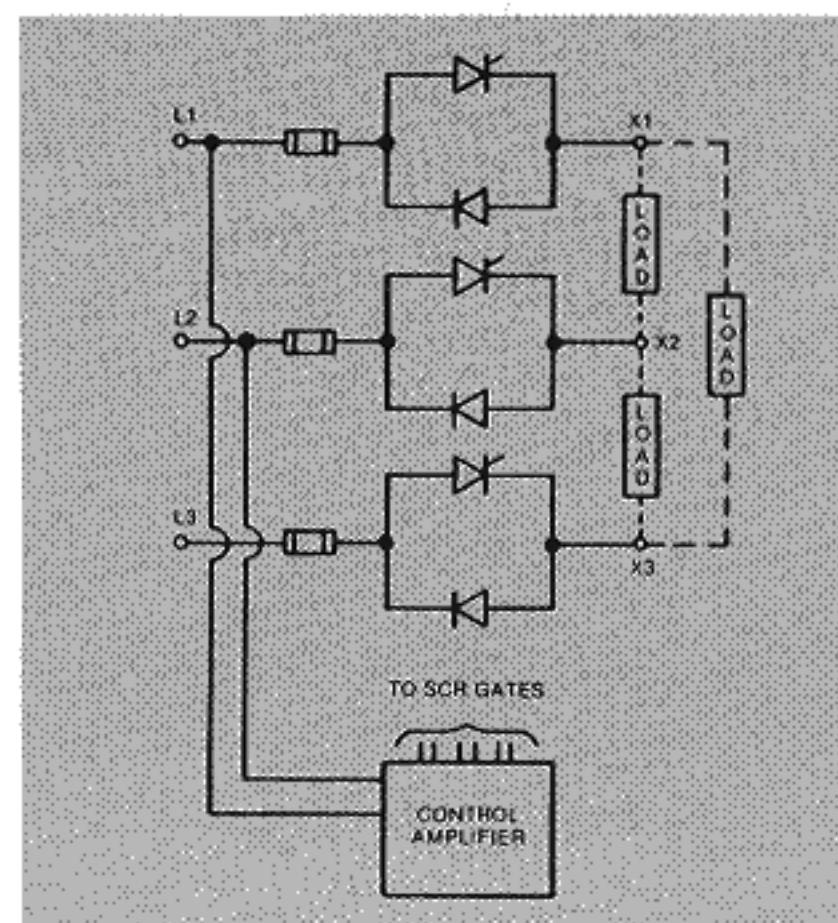 L1
X1
LOAD
L2
X2
LOAD
LOAD
L3
X3
TO SCR GATES
CONTROL
AMPLIFIER